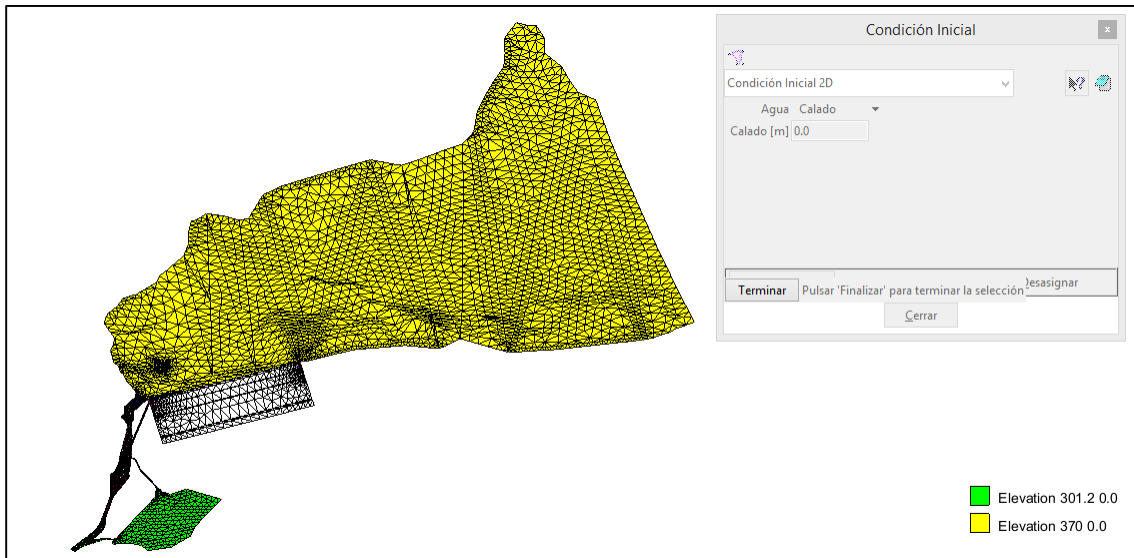 Condición Inicial
x
Condición Inicial 2D
Agua Calado
Calado [m] 0.0
Terminar Pulsar 'Finalizar' para terminar la selección Desasignar
Cerrar
Elevation 301.2 0.0
Elevation 370 0.0